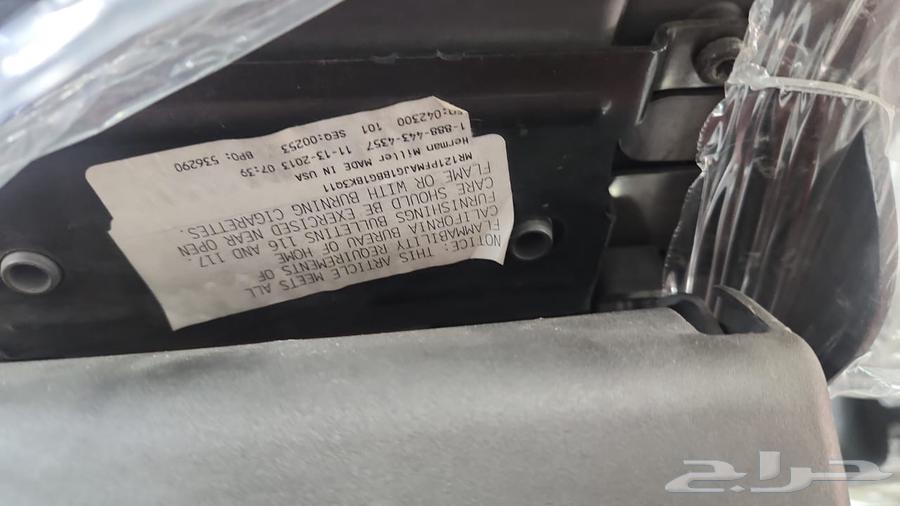 NOTICE: THIS ARTICLE MEETS ALL
FLAMMABILITY REQUIREMENTS OF
CALIFORNIA BUREAU OF HOME
FURNISHINGS BULLETINS 116 AND 117.
CARE SHOULD BE EXERCISED NEAR OPEN
FLAME OR WITH BURNING CIGARETTES.
Herman Miller MADE IN USA
1-888-443-4357 11-13-2013 07:39
:042300 101 SEQ:00253 BPO: 536290
حراج